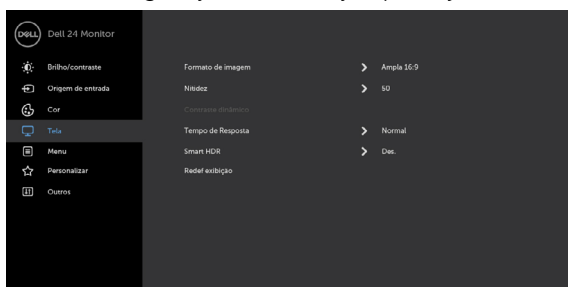 DELL
Dell 24 Monitor
Brilho/contraste
Origem de entrada
Cor
Tela
Menu
Personalizar
Outros
Formato de imagem > Ampla 16:9
Nitidez > 50
Contraste dinâmico
Tempo de Resposta > Normal
Smart HDR > Des.
Redef exibição